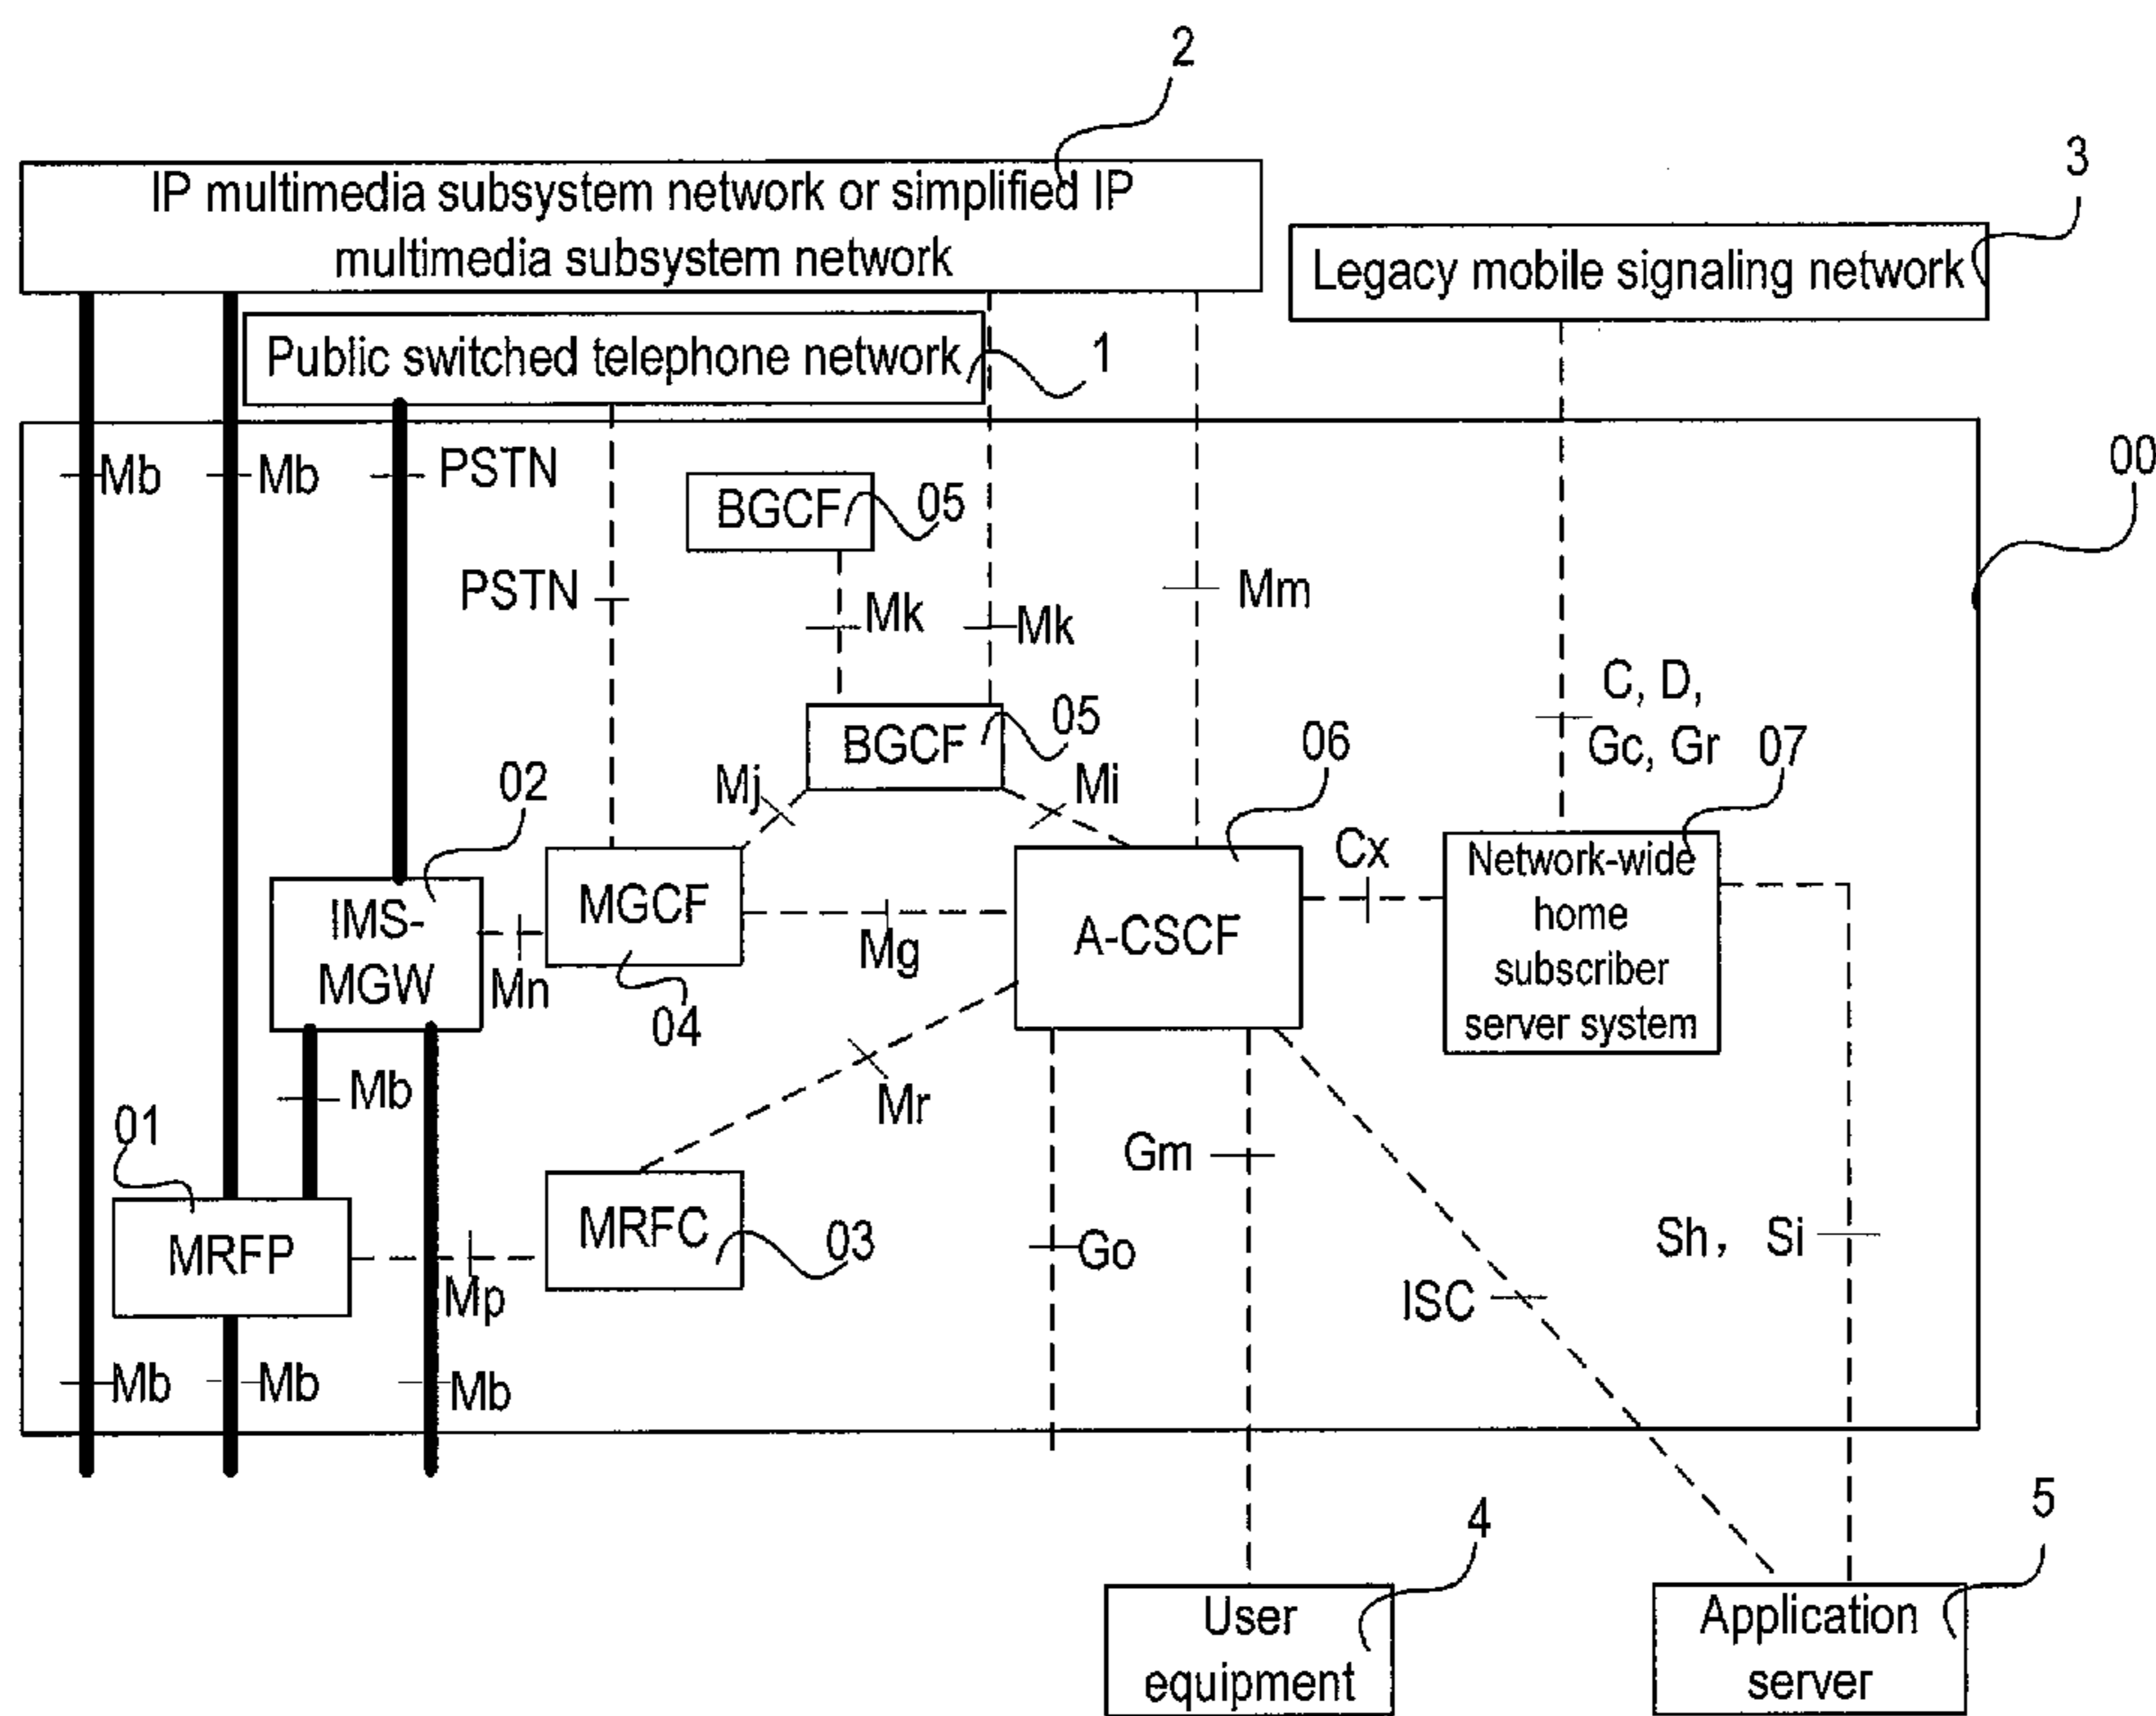 2
IP multimedia subsystem network or simplified IP
multimedia subsystem network
3
Legacy mobile signaling network
Public switched telephone network
1
00
Mb
Mb
PSTN
BGCF
05
PSTN
Mk
Mk
Mm
C, D,
Gc, Gr
BGCF
05
06
07
02
Mj
Mi
IMS-
MGW
Mn
MGCF
04
Mg
A-CSCF
Cx
Network-wide
home
subscriber
server system
Mb
Mr
01
Gm
MRFP
Mp
MRFC
03
Go
Sh, Si
ISC
Mb
Mb
Mb
4
5
User
equipment
Application
server